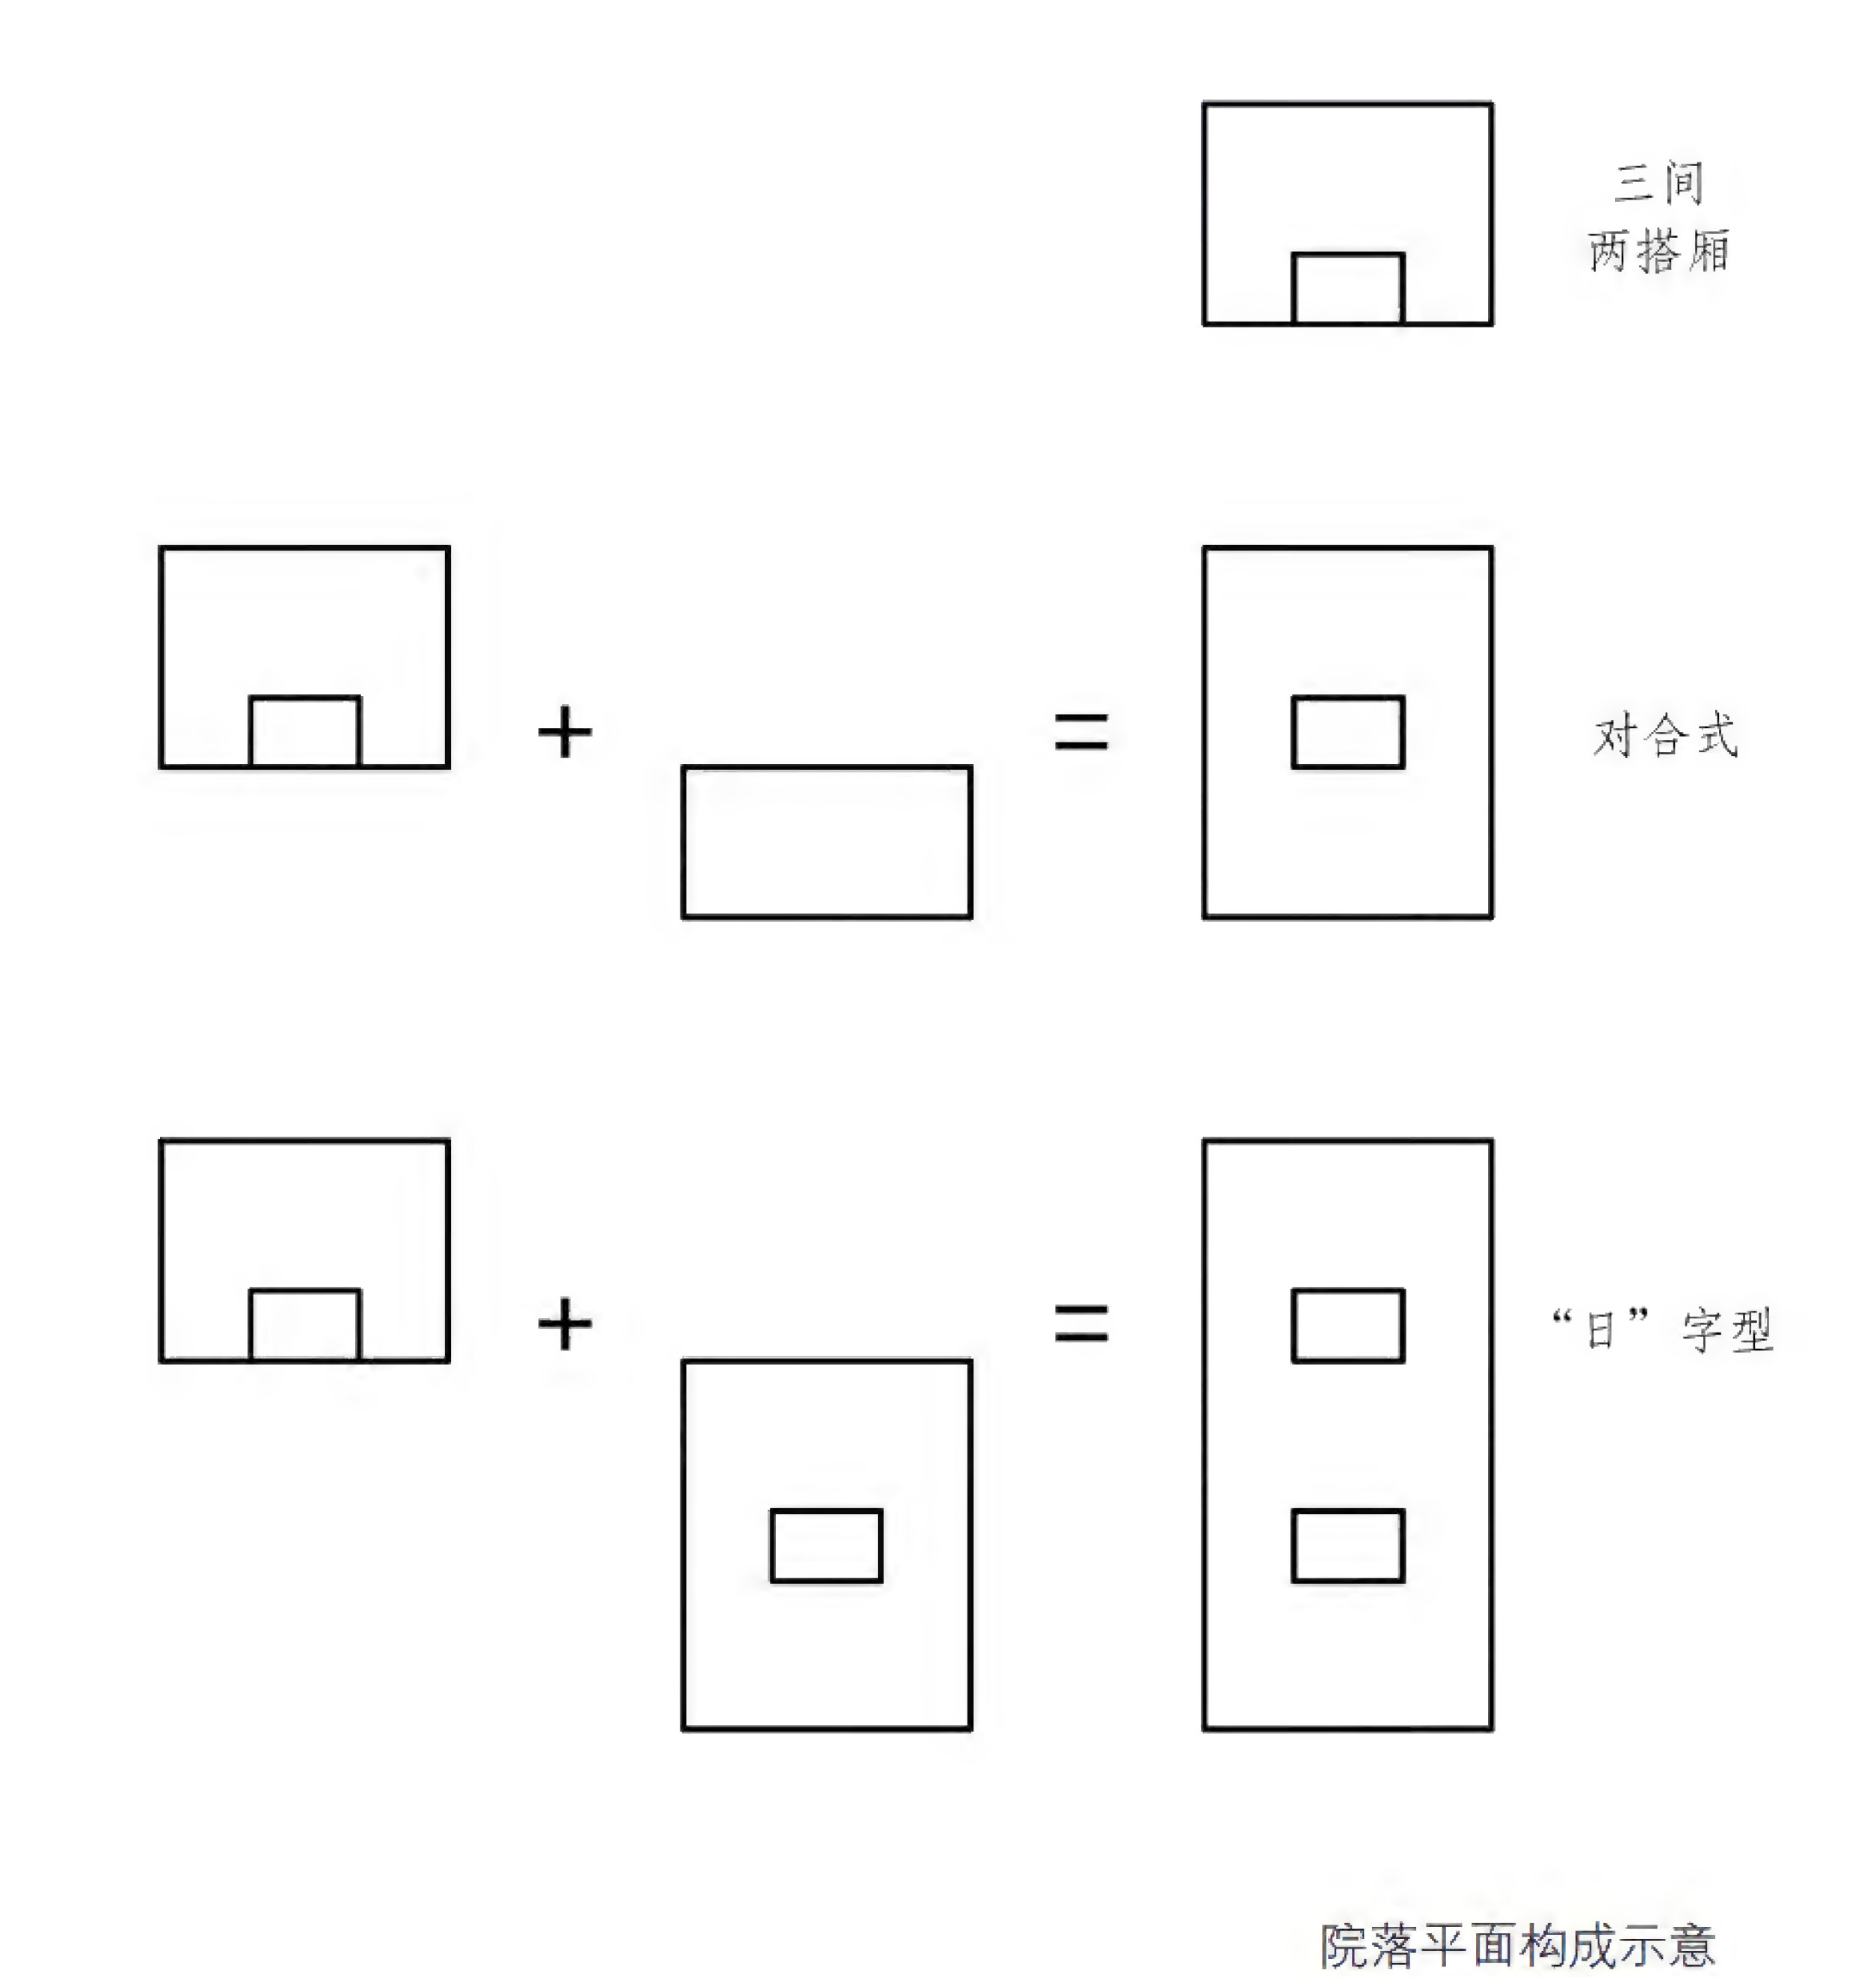 三间
两搭厢
+ = 对合式
+ = “日”字型
院落平面构成示意